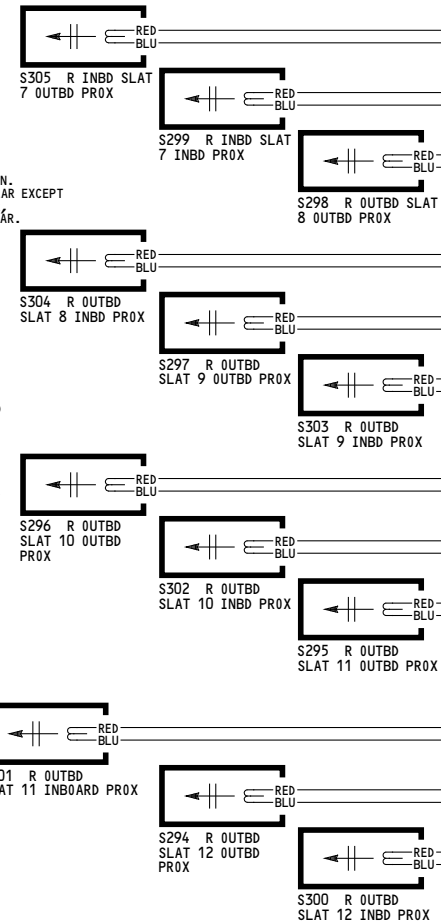 RED
BLU
S305 R INBD SLAT
7 OUTBD PROX
RED
BLU
S299 R INBD SLAT
7 INBD PROX
RED
BLU
S298 R OUTBD SLAT
8 OUTBD PROX
N.
AR EXCEPT
AR.
RED
BLU
S304 R OUTBD
SLAT 8 INBD PROX
RED
BLU
S297 R OUTBD
SLAT 9 OUTBD PROX
RED
BLU
S303 R OUTBD
SLAT 9 INBD PROX
RED
BLU
S296 R OUTBD
SLAT 10 OUTBD
PROX
RED
BLU
S302 R OUTBD
SLAT 10 INBD PROX
RED
BLU
S295 R OUTBD
SLAT 11 OUTBD PROX
RED
BLU
01 R OUTBD
AT 11 INBOARD PROX
RED
BLU
S294 R OUTBD
SLAT 12 OUTBD
PROX
RED
BLU
S300 R OUTBD
SLAT 12 INBD PROX